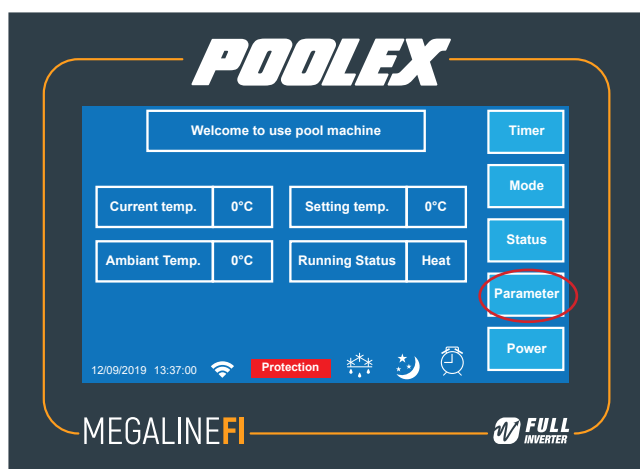 POOLEX
Welcome to use pool machine
Timer
Mode
Current temp. 0°C Setting temp. 0°C
Status
Ambiant Temp. 0°C Running Status Heat
Parameter
Power
12/09/2019 13:37:00 Protection
MEGALINEFI
FULL
INVERTER